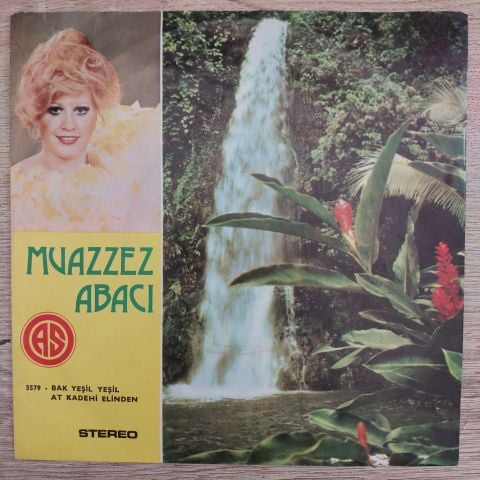 MUAZZEZ
ABACI
AS
5579 - BAK YEŞİL YEŞİL
AT KADEHİ ELİNDEN
STEREO